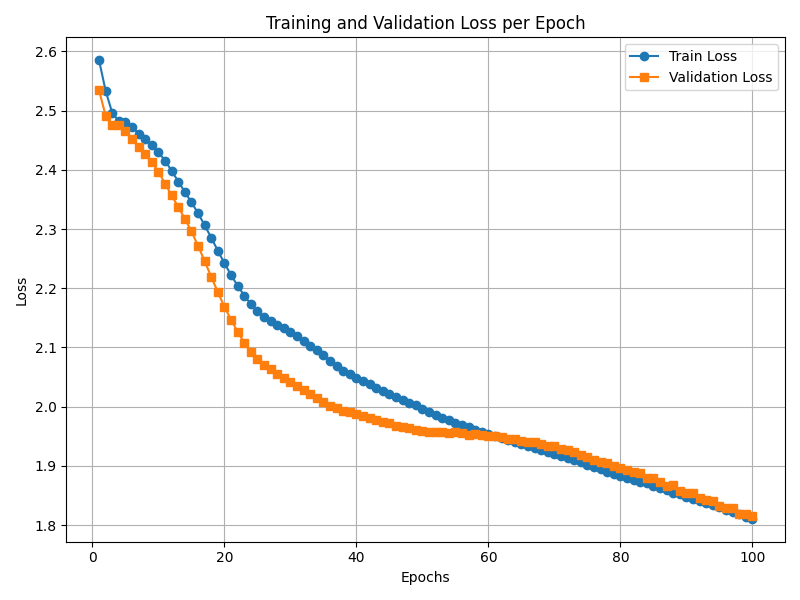 Training and Validation Loss per Epoch
Train Loss
Validation Loss
Loss
2.6
2.5
2.4
2.3
2.2
2.1
2.0
1.9
1.8
0 20 40 60 80 100
Epochs